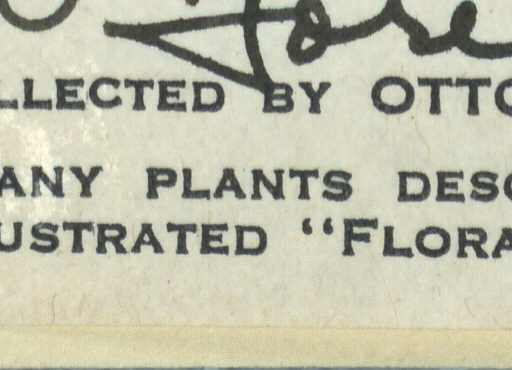 LLECTED BY OTTO
ANY PLANTS DESC
USTRATED “FLORA